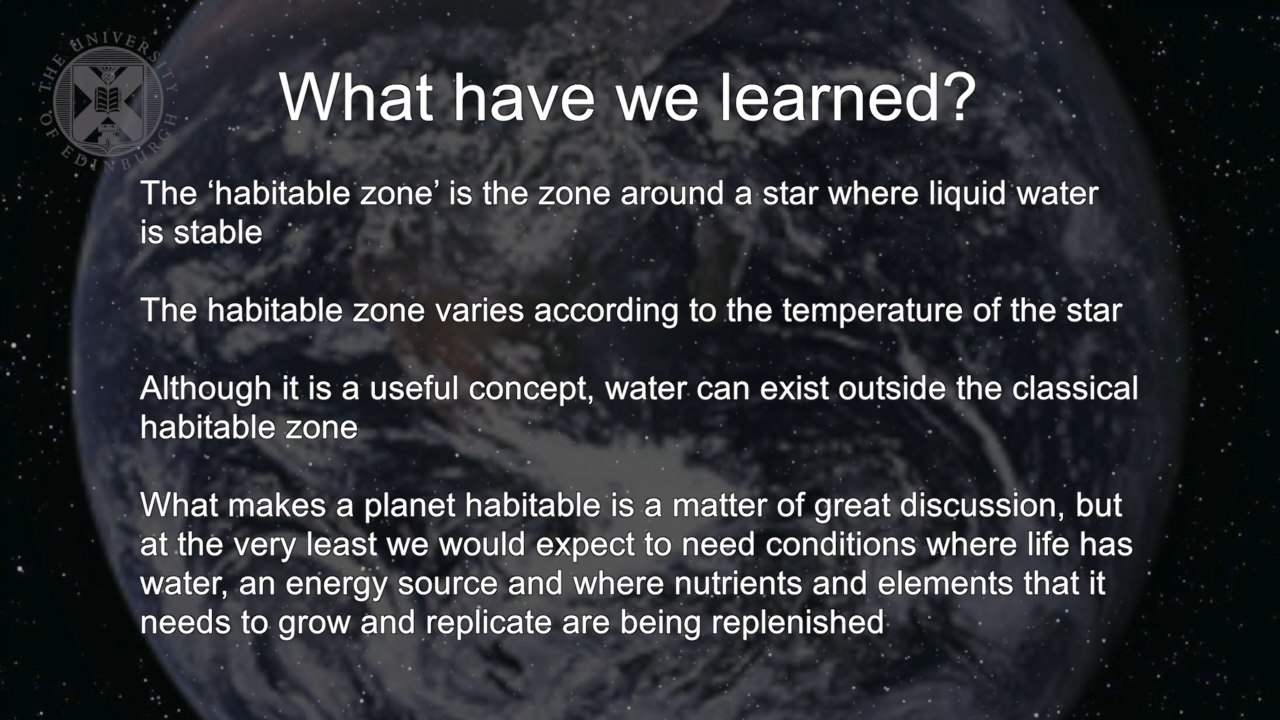 THE UNIVERSITY OF EDINBURGH
What have we learned?
The ‘habitable zone’ is the zone around a star where liquid water
is stable
The habitable zone varies according to the temperature of the star
Although it is a useful concept, water can exist outside the classical
habitable zone
What makes a planet habitable is a matter of great discussion, but
at the very least we would expect to need conditions where life has
water, an energy source and where nutrients and elements that it
needs to grow and replicate are being replenished